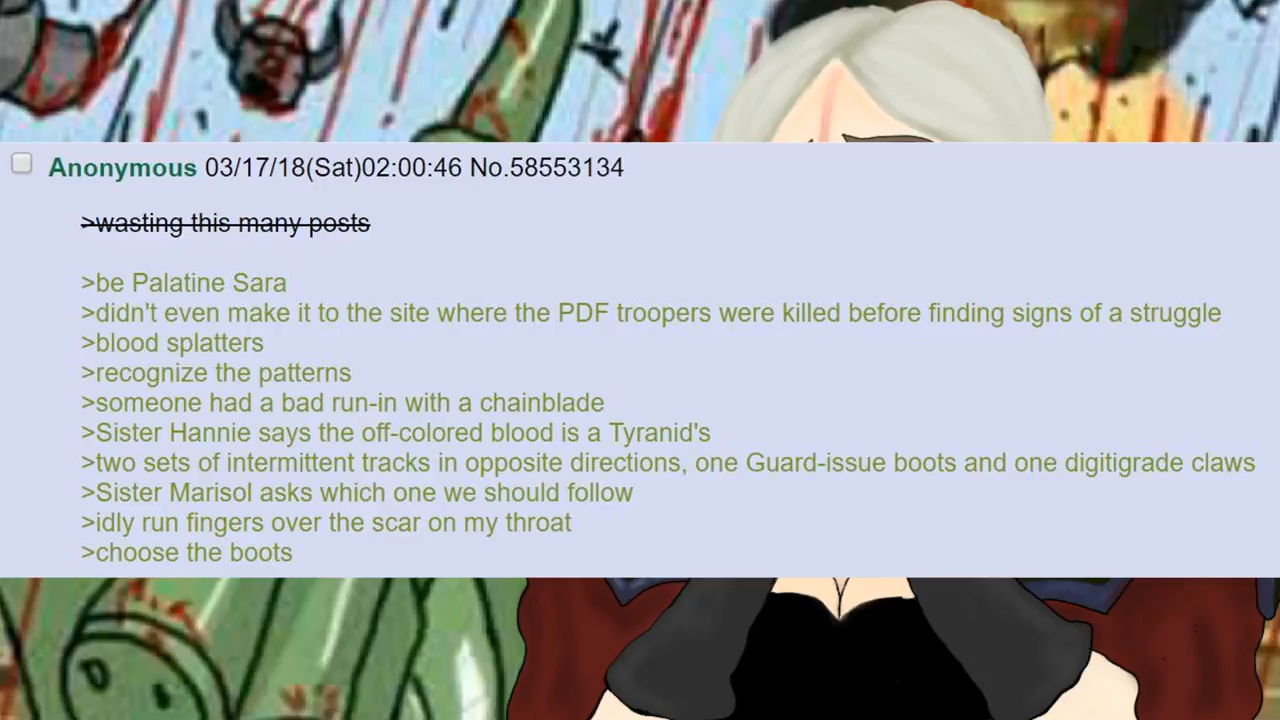 Anonymous 03/17/18(Sat)02:00:46 No.58553134
>wasting this many posts
>be Palatine Sara
>didn't even make it to the site where the PDF troopers were killed before finding signs of a struggle
>blood splatters
>recognize the patterns
>someone had a bad run-in with a chainblade
>Sister Hannie says the off-colored blood is a Tyranid's
>two sets of intermittent tracks in opposite directions, one Guard-issue boots and one digitigrade claws
>Sister Marisol asks which one we should follow
>idly run fingers over the scar on my throat
>choose the boots